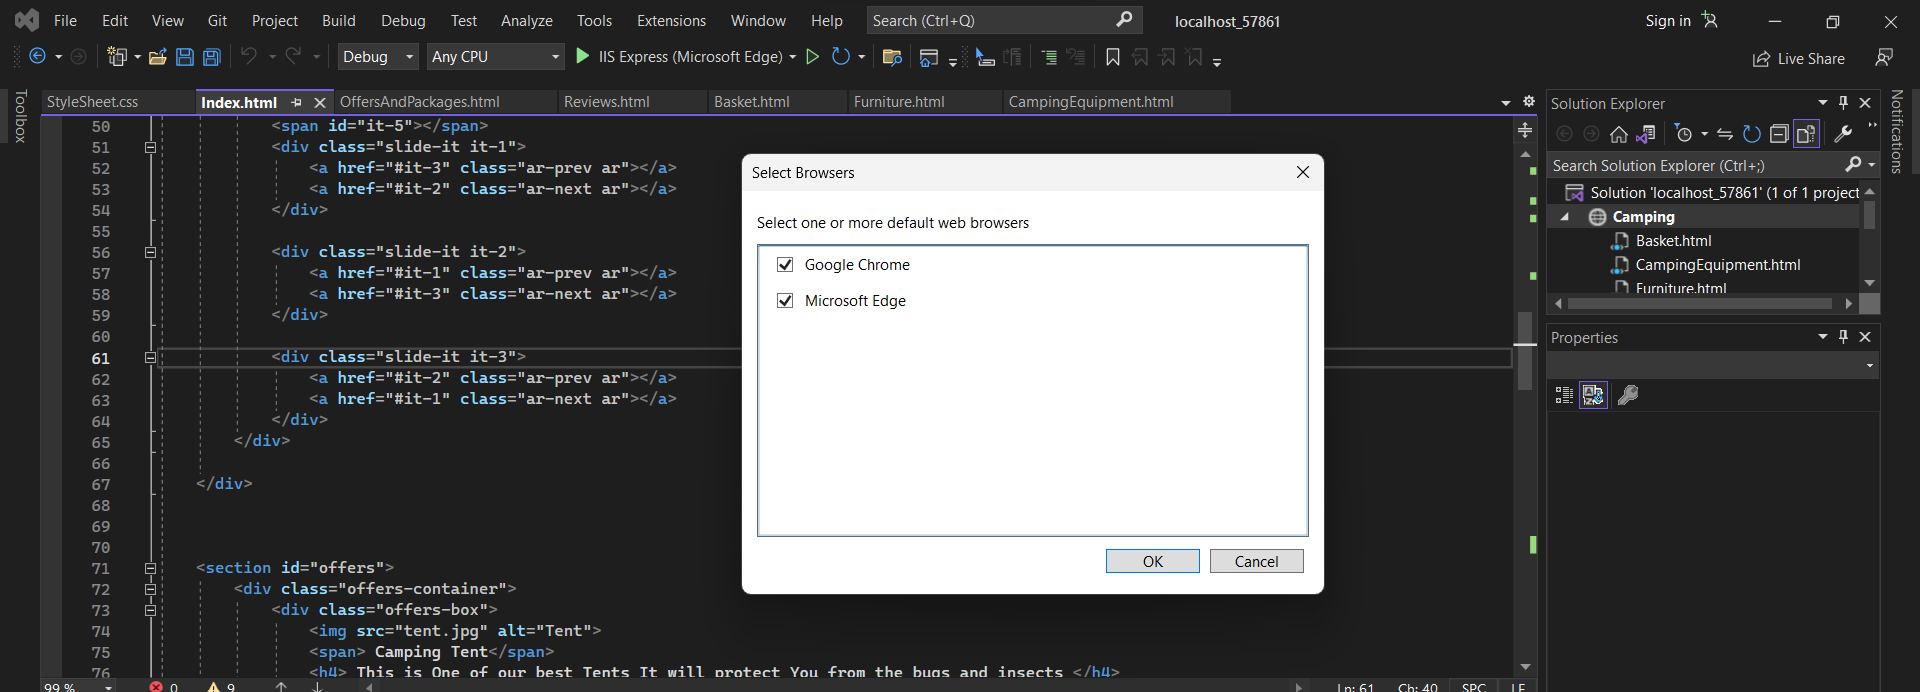 File Edit View Git Project Build Debug Test Analyze Tools Extensions Window Help Search (Ctrl+Q) localhost_57861 Sign in
Debug Any CPU IIS Express (Microsoft Edge) Live Share
Toolbox
StyleSheet.css Index.html OffersAndPackages.html Reviews.html Basket.html Furniture.html CampingEquipment.html
50 <span id="it-5"></span>
51 <div class="slide-it it-1">
52 <a href="#it-3" class="ar-prev ar"></a>
53 <a href="#it-2" class="ar-next ar"></a>
54 </div>
55
56 <div class="slide-it it-2">
57 <a href="#it-1" class="ar-prev ar"></a>
58 <a href="#it-3" class="ar-next ar"></a>
59 </div>
60
61 <div class="slide-it it-3">
62 <a href="#it-2" class="ar-prev ar"></a>
63 <a href="#it-1" class="ar-next ar"></a>
64 </div>
65 </div>
66
67 </div>
68
69
70
71 <section id="offers">
72 <div class="offers-container">
73 <div class="offers-box">
74 <img src="tent.jpg" alt="Tent">
75 <span> Camping Tent</span>
76 <h4> This is One of our best Tents It will protect You from the bugs and insects </h4>
99 % 0 9 Ln: 61 Ch: 40 SPC LF
Select Browsers
Select one or more default web browsers
Google Chrome
Microsoft Edge
OK Cancel
Solution Explorer
Search Solution Explorer (Ctrl+;)
Solution 'localhost_57861' (1 of 1 project
Camping
Basket.html
CampingEquipment.html
Furniture.html
Properties
Notifications